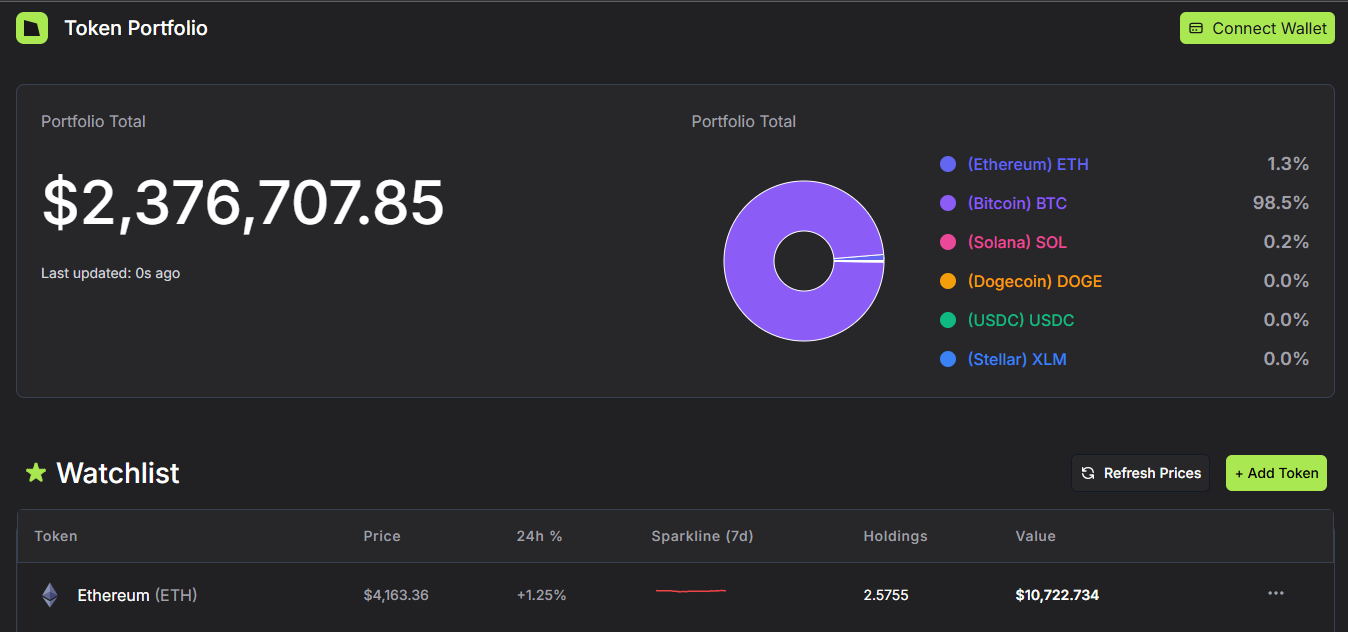 Token Portfolio
Connect Wallet
Portfolio Total
$2,376,707.85
Last updated: 0s ago
Portfolio Total
(Ethereum) ETH 1.3%
(Bitcoin) BTC 98.5%
(Solana) SOL 0.2%
(Dogecoin) DOGE 0.0%
(USDC) USDC 0.0%
(Stellar) XLM 0.0%
Watchlist
Refresh Prices
+ Add Token
Token Price 24h % Sparkline (7d) Holdings Value
Ethereum (ETH) $4,163.36 +1.25% 2.5755 $10,722.734